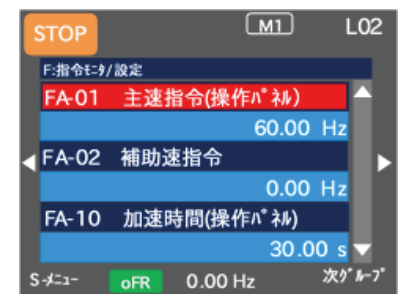 STOP M1 L02
F:指令ﾓﾆﾀ/設定
FA-01 主速指令(操作ﾊﾟﾈﾙ)
60.00 Hz
FA-02 補助速指令
0.00 Hz
FA-10 加速時間(操作ﾊﾟﾈﾙ)
30.00 s
S-ﾒﾆｭｰ oFR 0.00 Hz 次ｸﾞﾙｰﾌﾟ